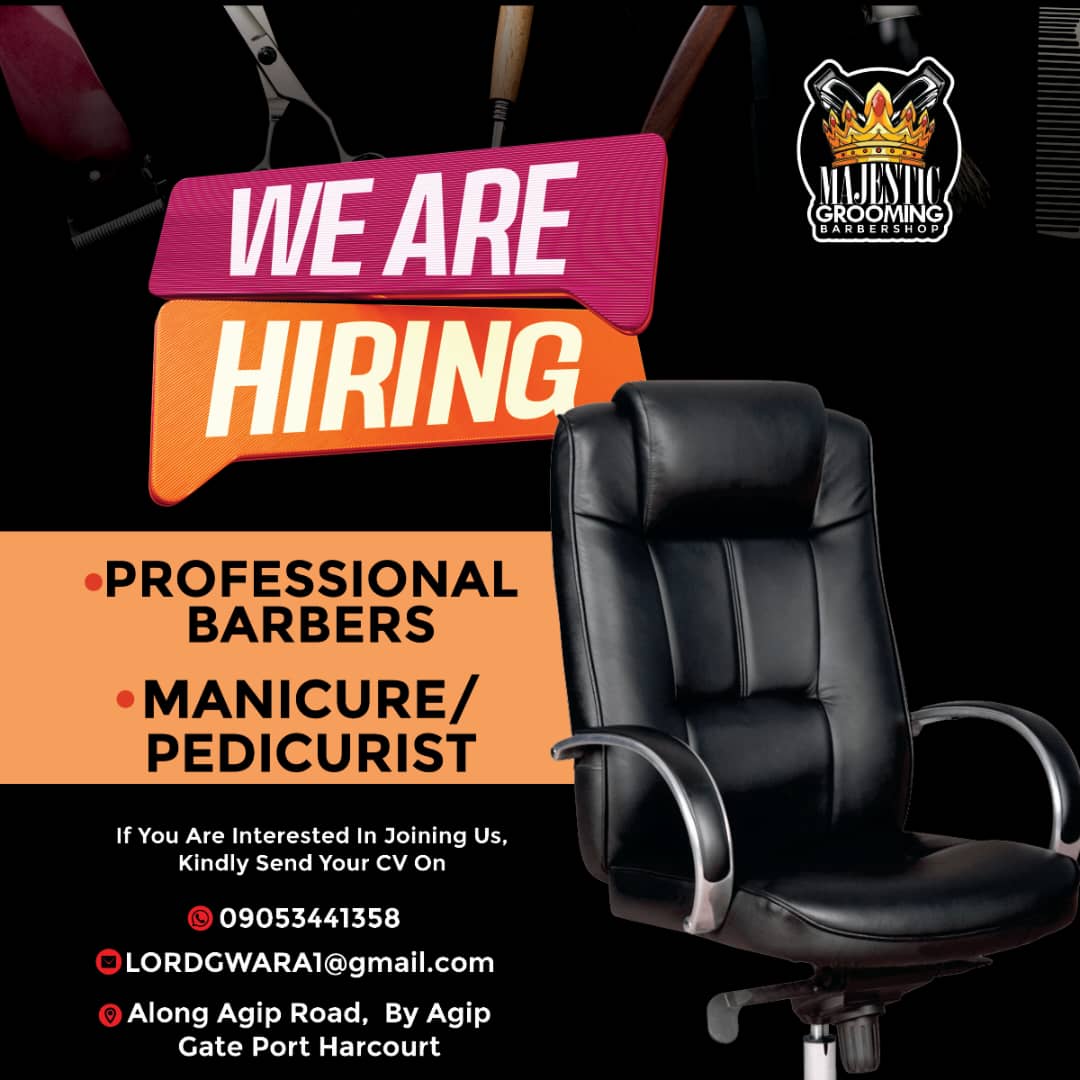 MAJESTIC
GROOMING
BARBERSHOP
WE ARE
HIRING
•PROFESSIONAL
BARBERS
•MANICURE/
PEDICURIST
If You Are Interested In Joining Us,
Kindly Send Your CV On
09053441358
LORDGWARA1@gmail.com
Along Agip Road, By Agip
Gate Port Harcourt